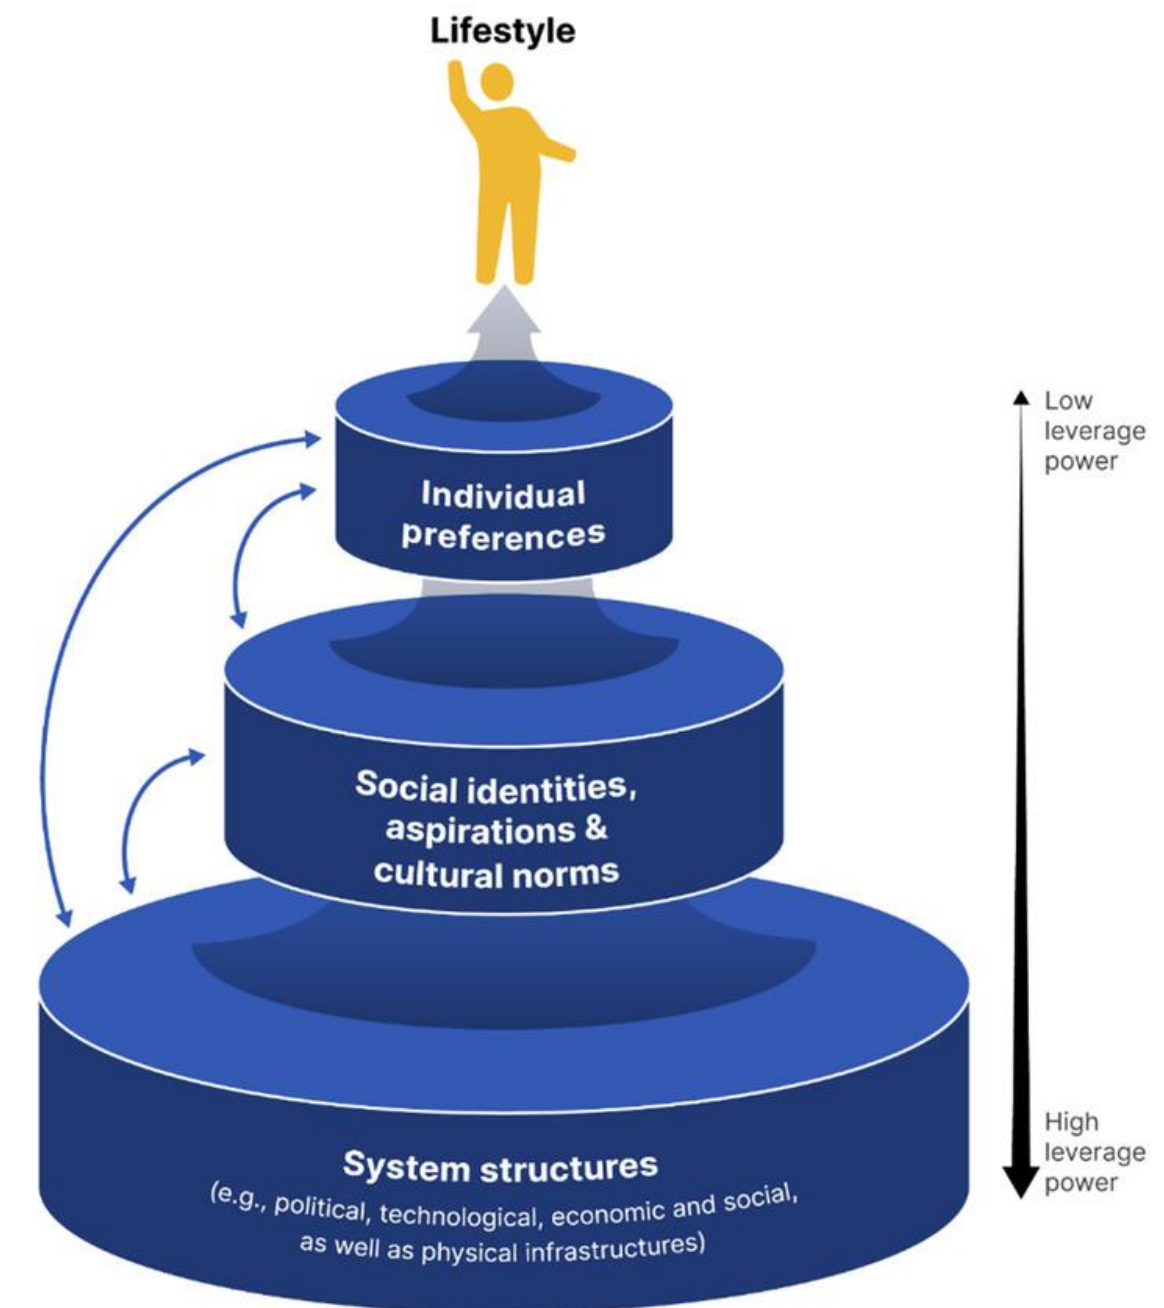 Lifestyle
Low
leverage
power
Individual
preferences
Social identities,
aspirations &
cultural norms
High
leverage
power
System structures
(e.g., political, technological, economic and social,
as well as physical infrastructures)